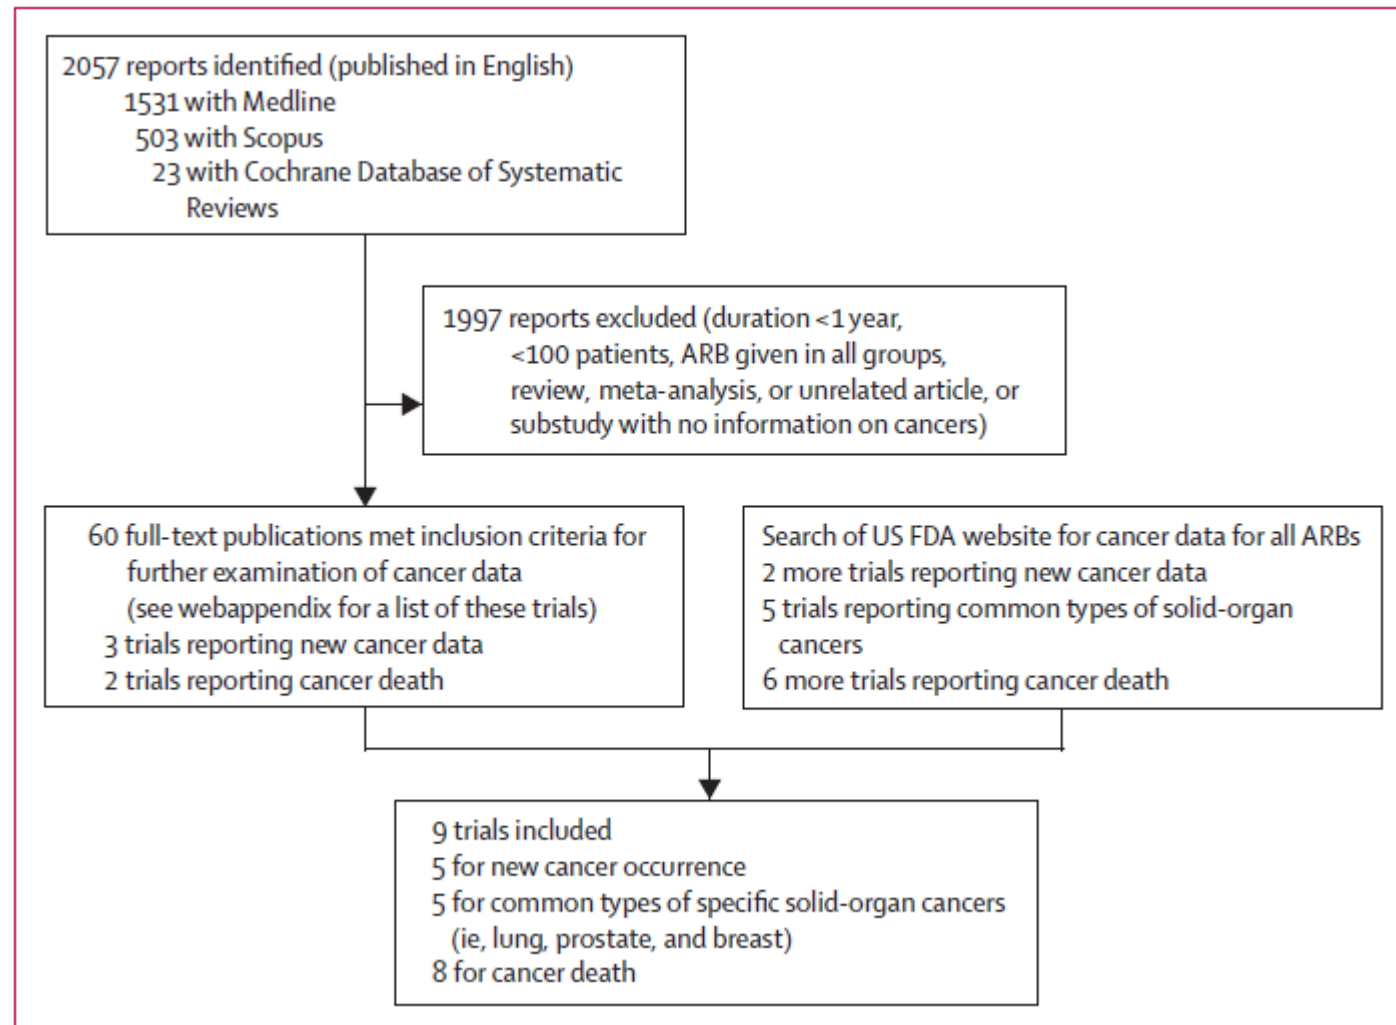 2057 reports identified (published in English)
1531 with Medline
503 with Scopus
23 with Cochrane Database of Systematic
Reviews
1997 reports excluded (duration <1 year,
<100 patients, ARB given in all groups,
review, meta-analysis, or unrelated article, or
substudy with no information on cancers)
60 full-text publications met inclusion criteria for
further examination of cancer data
(see webappendix for a list of these trials)
3 trials reporting new cancer data
2 trials reporting cancer death
Search of US FDA website for cancer data for all ARBs
2 more trials reporting new cancer data
5 trials reporting common types of solid-organ
cancers
6 more trials reporting cancer death
9 trials included
5 for new cancer occurrence
5 for common types of specific solid-organ cancers
(ie, lung, prostate, and breast)
8 for cancer death